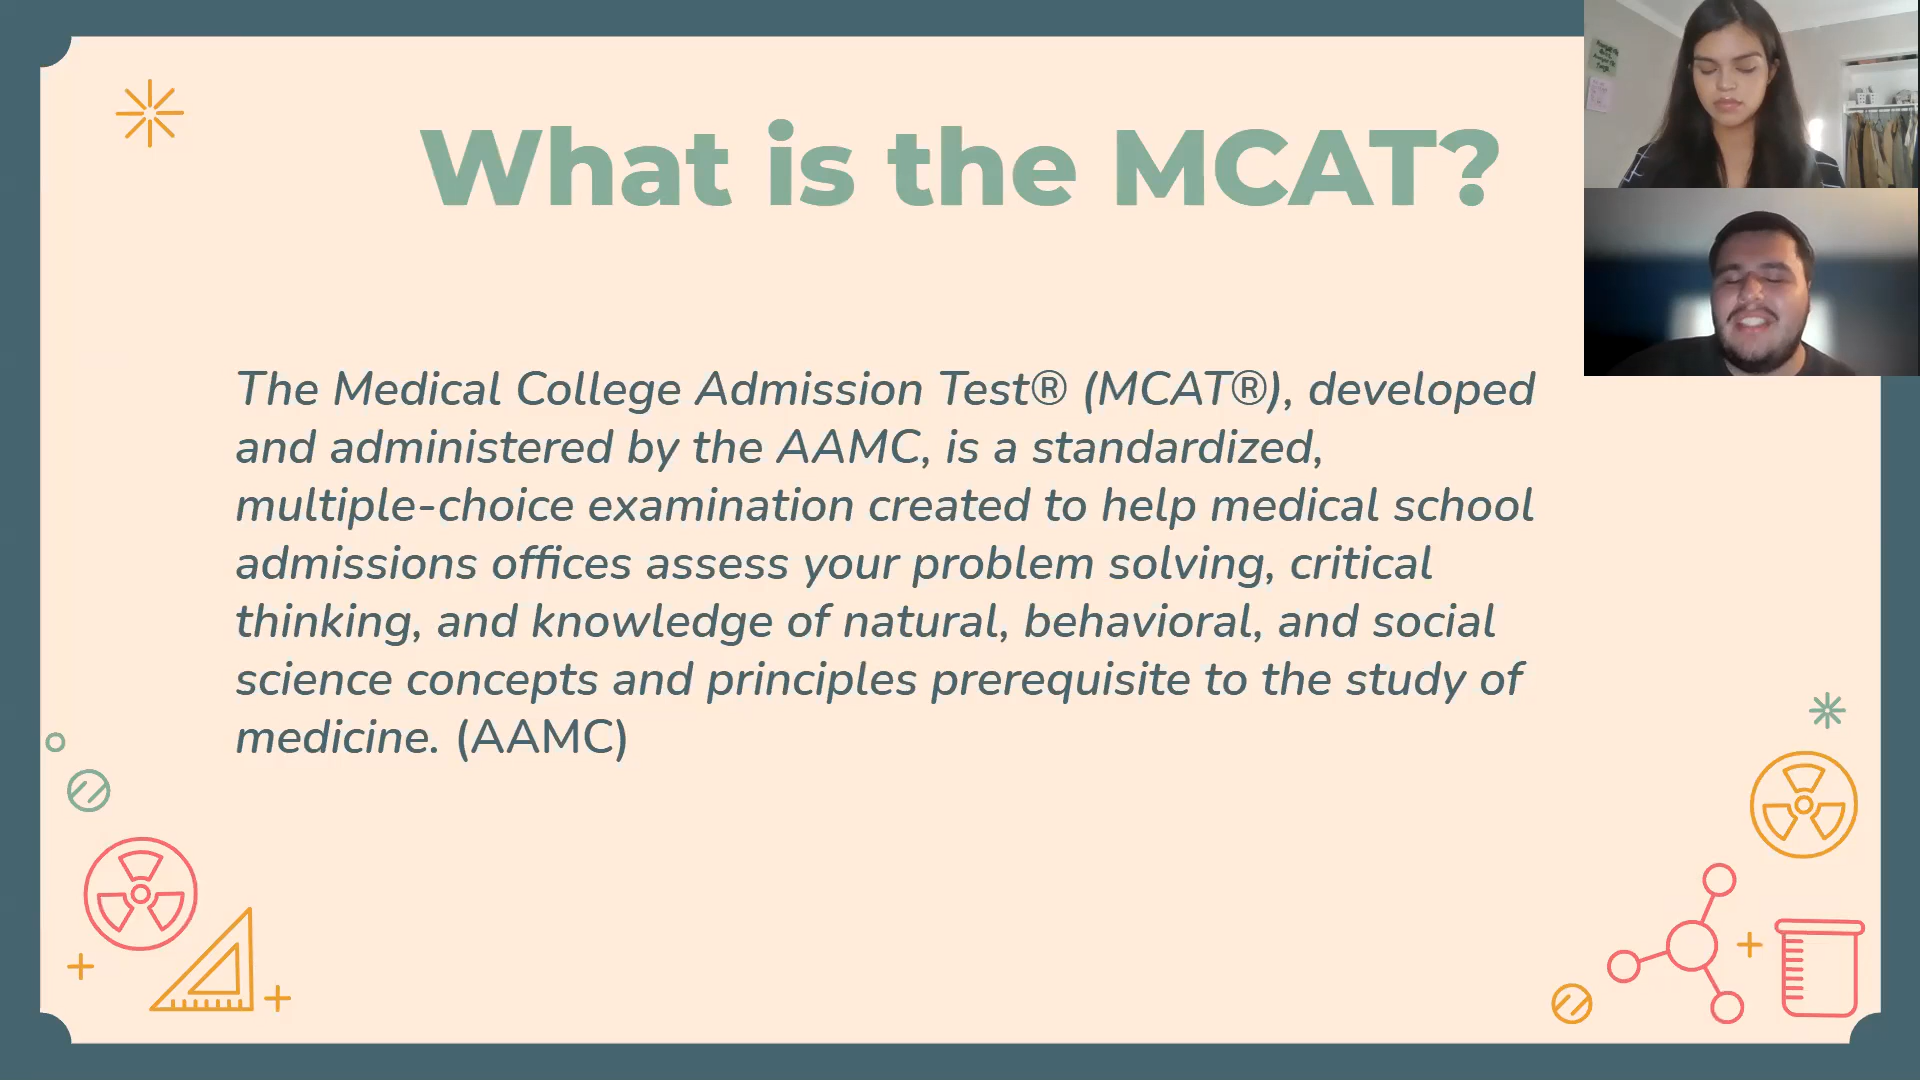 What is the MCAT?
The Medical College Admission Test® (MCAT®), developed
and administered by the AAMC, is a standardized,
multiple-choice examination created to help medical school
admissions offices assess your problem solving, critical
thinking, and knowledge of natural, behavioral, and social
science concepts and principles prerequisite to the study of
medicine. (AAMC)